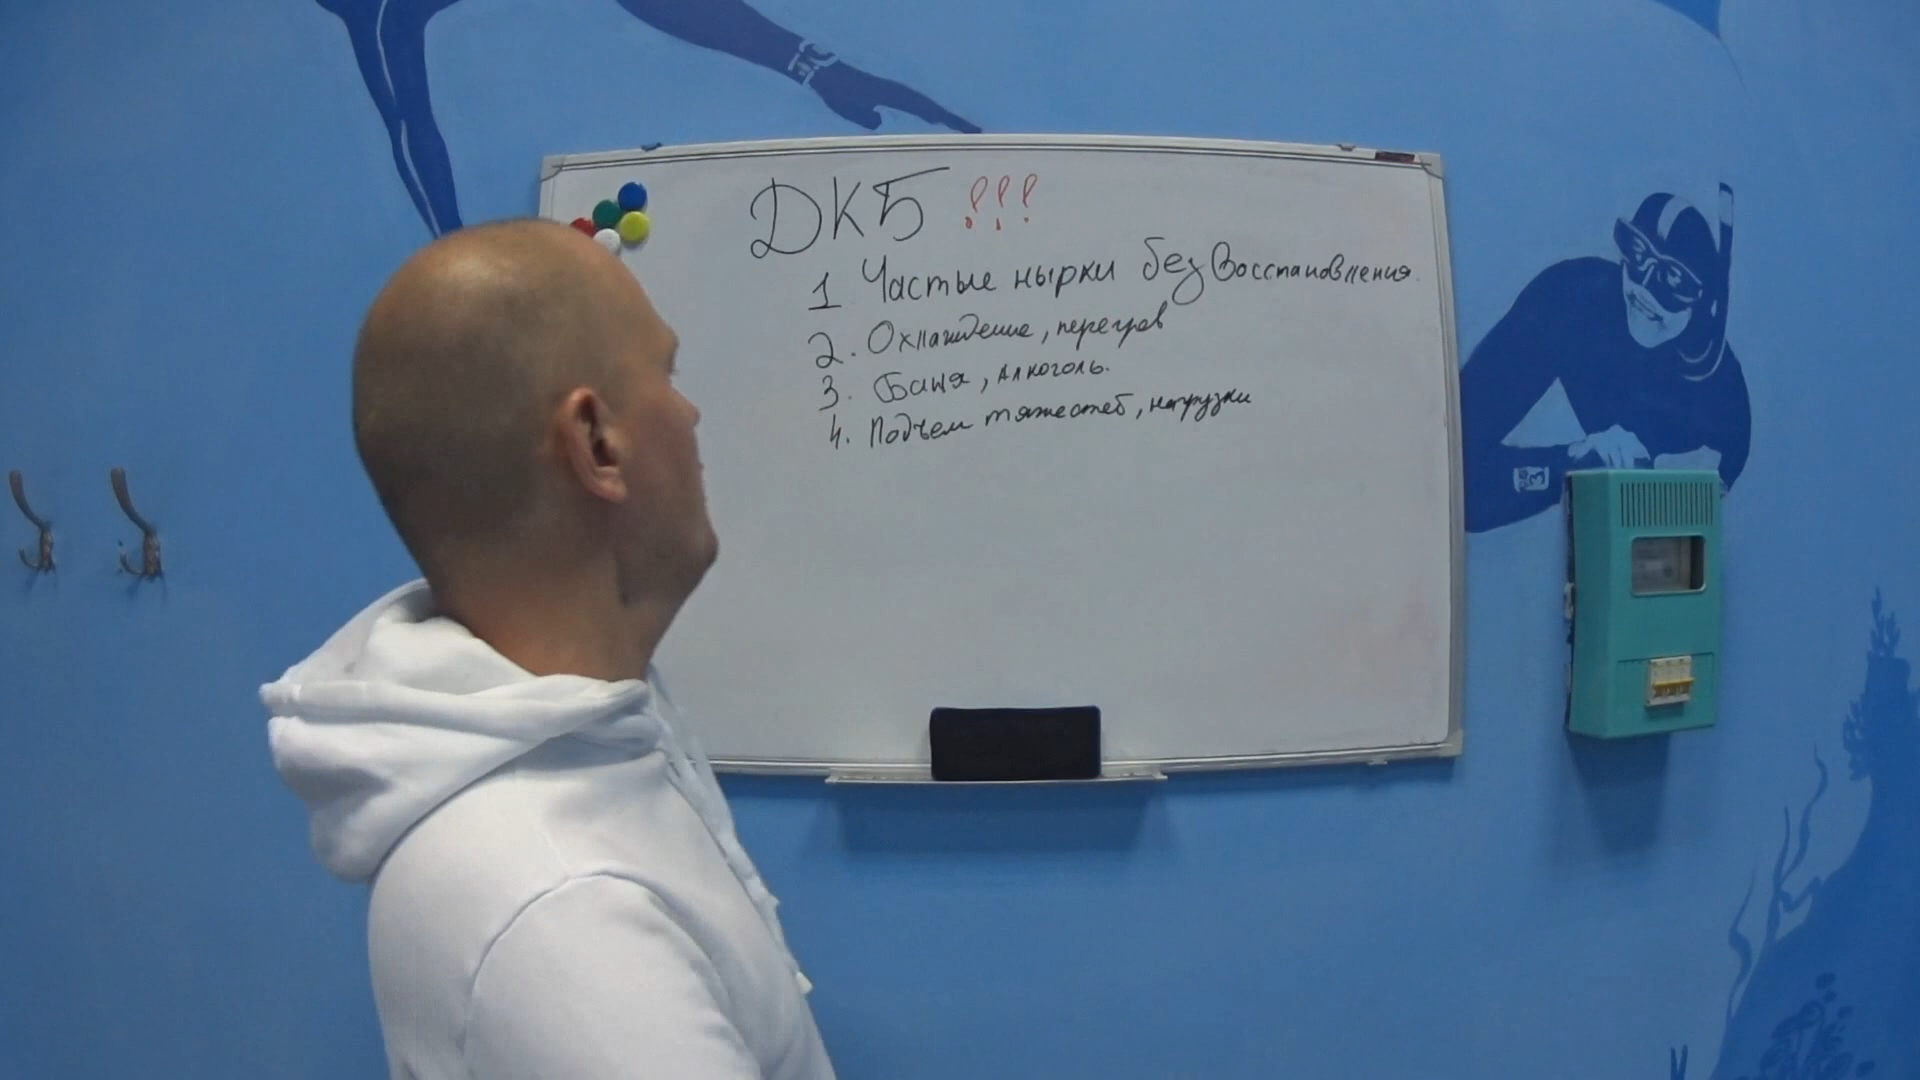 ДКБ !!!
1 Частые нырки без восстановления.
2. Охлаждение, перегрев
3. Баня, алкоголь.
4. Подъем тяжестей, нагрузки